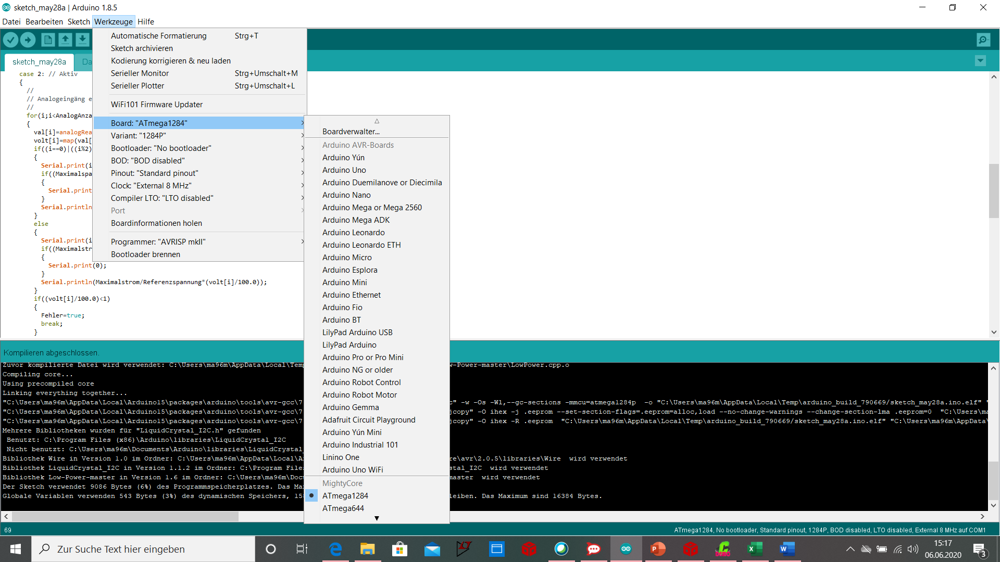 sketch_may28a | Arduino 1.8.5
Datei Bearbeiten Sketch Werkzeuge Hilfe
sketch_may28a Da
Automatische Formatierung Strg+T
Sketch archivieren
Kodierung korrigieren & neu laden
Serieller Monitor Strg+Umschalt+M
Serieller Plotter Strg+Umschalt+L
WiFi101 Firmware Updater
Board: "ATmega1284"
Variant: "1284P"
Bootloader: "No bootloader"
BOD: "BOD disabled"
Pinout: "Standard pinout"
Clock: "External 8 MHz"
Compiler LTO: "LTO disabled"
Port
Boardinformationen holen
Programmer: "AVRISP mkII"
Bootloader brennen
Boardverwalter...
Arduino AVR-Boards
Arduino Yún
Arduino Uno
Arduino Duemilanove or Diecimila
Arduino Nano
Arduino Mega or Mega 2560
Arduino Mega ADK
Arduino Leonardo
Arduino Leonardo ETH
Arduino Micro
Arduino Esplora
Arduino Mini
Arduino Ethernet
Arduino Fio
Arduino BT
LilyPad Arduino USB
LilyPad Arduino
Arduino Pro or Pro Mini
Arduino NG or older
Arduino Robot Control
Arduino Robot Motor
Arduino Gemma
Adafruit Circuit Playground
Arduino Yún Mini
Arduino Industrial 101
Linino One
Arduino Uno WiFi
MightyCore
ATmega1284
ATmega644
case 2: // Aktiv
{
//
// Analogeingäng e
//
for(i;i<AnalogAnza
{
val[i]=analogRea
volt[i]=map(val[
if((i==0)|((i%2)
{
Serial.print(i
if((Maximalspa
{
Serial.print
}
Serial.println
}
else
{
Serial.print(i
if((Maximalstr
{
Serial.print(0);
}
Serial.println(Maximalstrom/Referenzspannung*(volt[i]/100.0));
}
if((volt[i]/100.0)<1)
{
Fehler=true;
break;
}
Kompilieren abgeschlossen.
Zuvor kompilierte Datei wird verwendet: C:\Users\ma96m\AppData\Local\Temp w-Power-master\LowPower.cpp.o
Compiling core...
Using precompiled core
Linking everything together...
"C:\Users\ma96m\AppData\Local\Arduino15\packages\arduino\tools\avr-gcc\7 c" -w -Os -Wl,--gc-sections -mmcu=atmega1284p -o "C:\Users\ma96m\AppData\Local\Temp\arduino_build_790669/sketch_may28a.ino.elf" "
"C:\Users\ma96m\AppData\Local\Arduino15\packages\arduino\tools\avr-gcc\7 jcopy" -O ihex -j .eeprom --set-section-flags=.eeprom=alloc,load --no-change-warnings --change-section-lma .eeprom=0 "C:\Users\ma
"C:\Users\ma96m\AppData\Local\Arduino15\packages\arduino\tools\avr-gcc\7 jcopy" -O ihex -R .eeprom "C:\Users\ma96m\AppData\Local\Temp\arduino_build_790669/sketch_may28a.ino.elf" "C:\Users\ma96m\AppData\
Mehrere Bibliotheken wurden für "LiquidCrystal_I2C.h" gefunden
Benutzt: C:\Program Files (x86)\Arduino\libraries\LiquidCrystal_I2C
Nicht benutzt: C:\Users\ma96m\Documents\Arduino\libraries\LiquidCrystal_
Bibliothek Wire in Version 1.0 im Ordner: C:\Users\ma96m\AppData\Local\A re\avr\2.0.5\libraries\Wire wird verwendet
Bibliothek LiquidCrystal_I2C in Version 1.1.2 im Ordner: C:\Program File stal_I2C wird verwendet
Bibliothek Low-Power-master in Version 1.6 im Ordner: C:\Users\ma96m\Docu master wird verwendet
Der Sketch verwendet 9086 Bytes (6%) des Programmspeicherplatzes. Das Ma
Globale Variablen verwenden 543 Bytes (3%) des dynamischen Speichers, 158 leiben. Das Maximum sind 16384 Bytes.
69
ATmega1284, No bootloader, Standard pinout, 1284P, BOD disabled, LTO disabled, External 8 MHz auf COM1
Zur Suche Text hier eingeben
15:17
06.06.2020
3